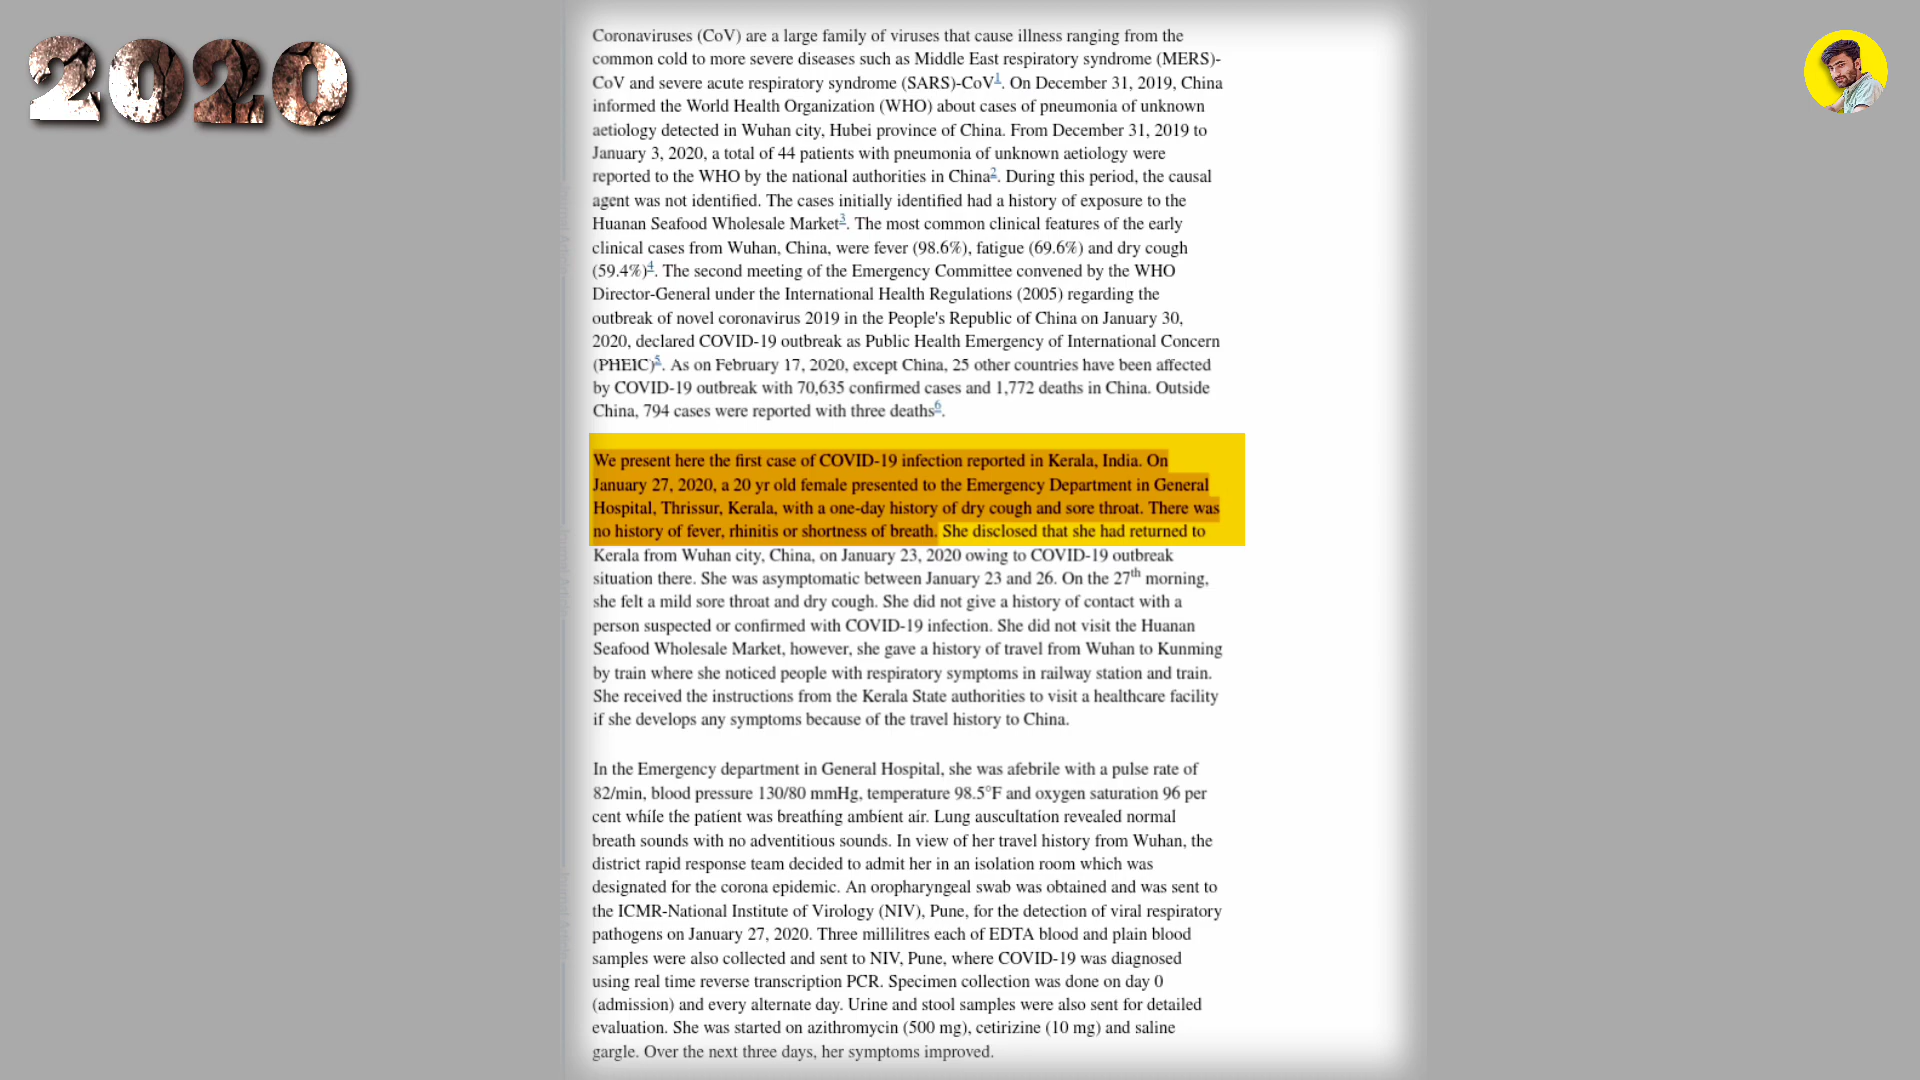 2020
Coronaviruses (CoV) are a large family of viruses that cause illness ranging from the
common cold to more severe diseases such as Middle East respiratory syndrome (MERS)-
CoV and severe acute respiratory syndrome (SARS)-CoV1. On December 31, 2019, China
informed the World Health Organization (WHO) about cases of pneumonia of unknown
aetiology detected in Wuhan city, Hubei province of China. From December 31, 2019 to
January 3, 2020, a total of 44 patients with pneumonia of unknown aetiology were
reported to the WHO by the national authorities in China2. During this period, the causal
agent was not identified. The cases initially identified had a history of exposure to the
Huanan Seafood Wholesale Market3. The most common clinical features of the early
clinical cases from Wuhan, China, were fever (98.6%), fatigue (69.6%) and dry cough
(59.4%)4. The second meeting of the Emergency Committee convened by the WHO
Director-General under the International Health Regulations (2005) regarding the
outbreak of novel coronavirus 2019 in the People's Republic of China on January 30,
2020, declared COVID-19 outbreak as Public Health Emergency of International Concern
(PHEIC)5. As on February 17, 2020, except China, 25 other countries have been affected
by COVID-19 outbreak with 70,635 confirmed cases and 1,772 deaths in China. Outside
China, 794 cases were reported with three deaths6.
We present here the first case of COVID-19 infection reported in Kerala, India. On
January 27, 2020, a 20 yr old female presented to the Emergency Department in General
Hospital, Thrissur, Kerala, with a one-day history of dry cough and sore throat. There was
no history of fever, rhinitis or shortness of breath. She disclosed that she had returned to
Kerala from Wuhan city, China, on January 23, 2020 owing to COVID-19 outbreak
situation there. She was asymptomatic between January 23 and 26. On the 27th morning,
she felt a mild sore throat and dry cough. She did not give a history of contact with a
person suspected or confirmed with COVID-19 infection. She did not visit the Huanan
Seafood Wholesale Market, however, she gave a history of travel from Wuhan to Kunming
by train where she noticed people with respiratory symptoms in railway station and train.
She received the instructions from the Kerala State authorities to visit a healthcare facility
if she develops any symptoms because of the travel history to China.
In the Emergency department in General Hospital, she was afebrile with a pulse rate of
82/min, blood pressure 130/80 mmHg, temperature 98.5°F and oxygen saturation 96 per
cent while the patient was breathing ambient air. Lung auscultation revealed normal
breath sounds with no adventitious sounds. In view of her travel history from Wuhan, the
district rapid response team decided to admit her in an isolation room which was
designated for the corona epidemic. An oropharyngeal swab was obtained and was sent to
the ICMR-National Institute of Virology (NIV), Pune, for the detection of viral respiratory
pathogens on January 27, 2020. Three millilitres each of EDTA blood and plain blood
samples were also collected and sent to NIV, Pune, where COVID-19 was diagnosed
using real time reverse transcription PCR. Specimen collection was done on day 0
(admission) and every alternate day. Urine and stool samples were also sent for detailed
evaluation. She was started on azithromycin (500 mg), cetirizine (10 mg) and saline
gargle. Over the next three days, her symptoms improved.